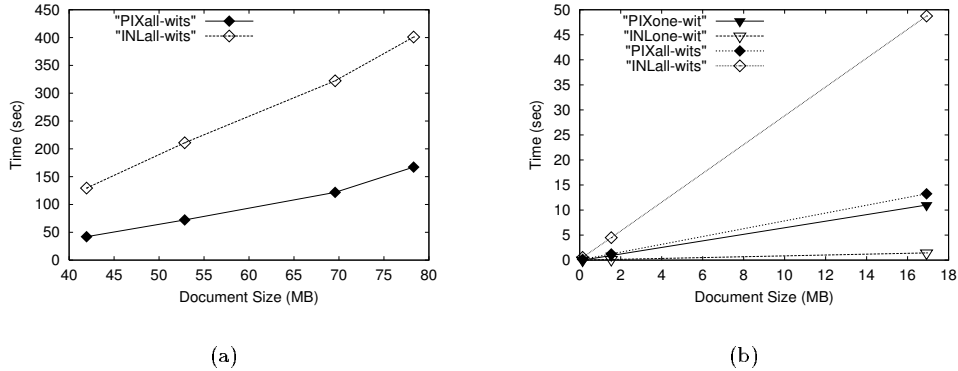 450
400
350
300
250
200
150
100
50
0
40 45 50 55 60 65 70 75 80
Time (sec)
Document Size (MB)
"PIXall-wits"
"INLall-wits"
(a)
50
45
40
35
30
25
20
15
10
5
0
0 2 4 6 8 10 12 14 16 18
Time (sec)
Document Size (MB)
"PIXone-wit"
"INLone-wit"
"PIXall-wits"
"INLall-wits"
(b)